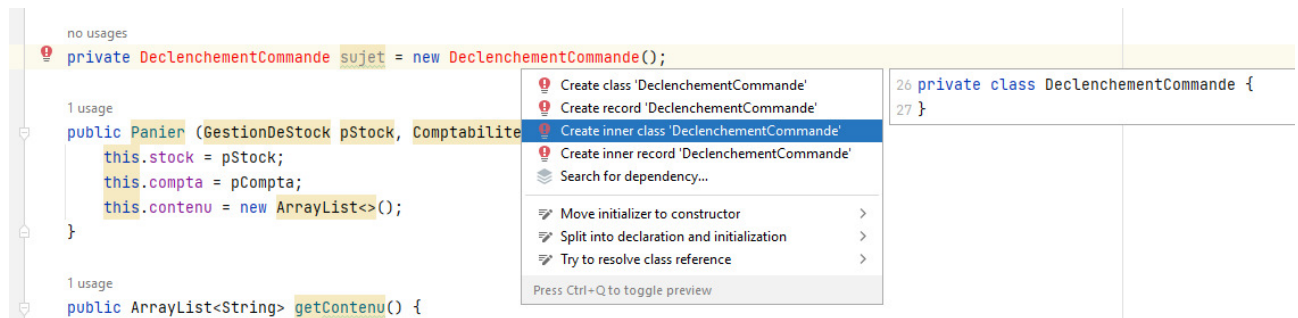 no usages
private DeclenchementCommande sujet = new DeclenchementCommande();
1 usage
public Panier (GestionDeStock pStock, Comptabilite
this.stock = pStock;
this.compta = pCompta;
this.contenu = new ArrayList<>();
}
1 usage
public ArrayList<String> getContenu() {
Create class 'DeclenchementCommande'
Create record 'DeclenchementCommande'
Create inner class 'DeclenchementCommande'
Create inner record 'DeclenchementCommande'
Search for dependency...
Move initializer to constructor
Split into declaration and initialization
Try to resolve class reference
Press Ctrl+Q to toggle preview
26 private class DeclenchementCommande {
27 }